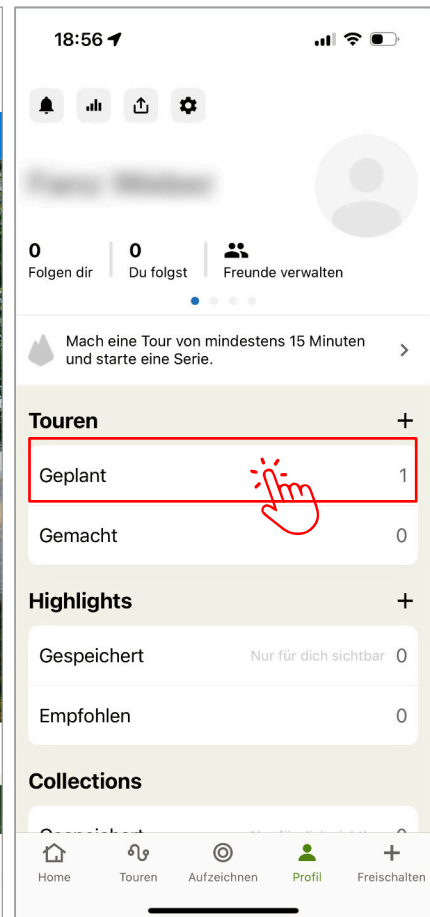 18:56
0
Folgen dir
0
Du folgst
Freunde verwalten
Mach eine Tour von mindestens 15 Minuten
und starte eine Serie.
Touren
Geplant 1
Gemacht 0
Highlights
Gespeichert Nur für dich sichtbar 0
Empfohlen 0
Collections
Home Touren Aufzeichnen Profil Freischalten